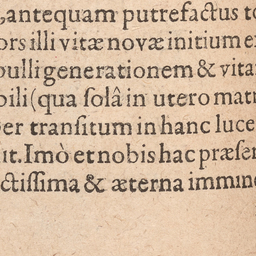 , antequam putrefactus to
ors illi vitæ novæ initium e
pulli generationem & vita
bili (qua solâ in utero matr
er transitum in hanc luce
it. Imò et nobis hac præsen
ctissima & æterna immine